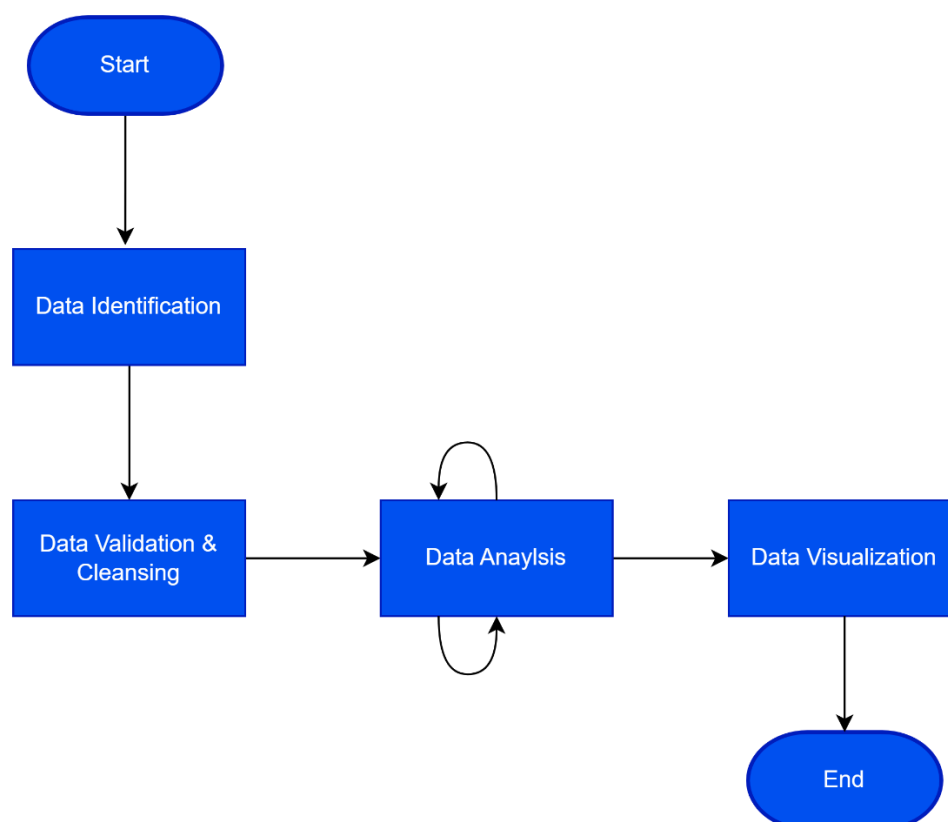 Start
Data Identification
Data Validation &
Cleansing
Data Anaylsis
Data Visualization
End